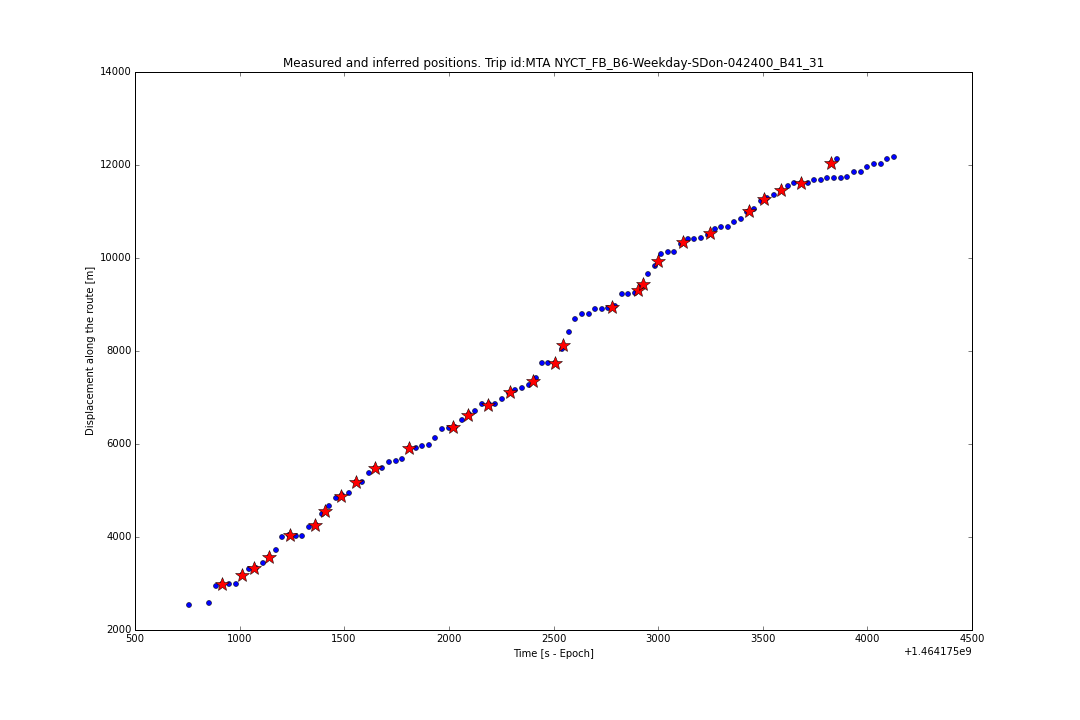 Measured and inferred positions. Trip id:MTA NYCT_FB_B6-Weekday-SDon-042400_B41_31
14000
12000
10000
8000
6000
4000
2000
Displacement along the route [m]
500 1000 1500 2000 2500 3000 3500 4000 4500
Time [s - Epoch]
+1.464175e9